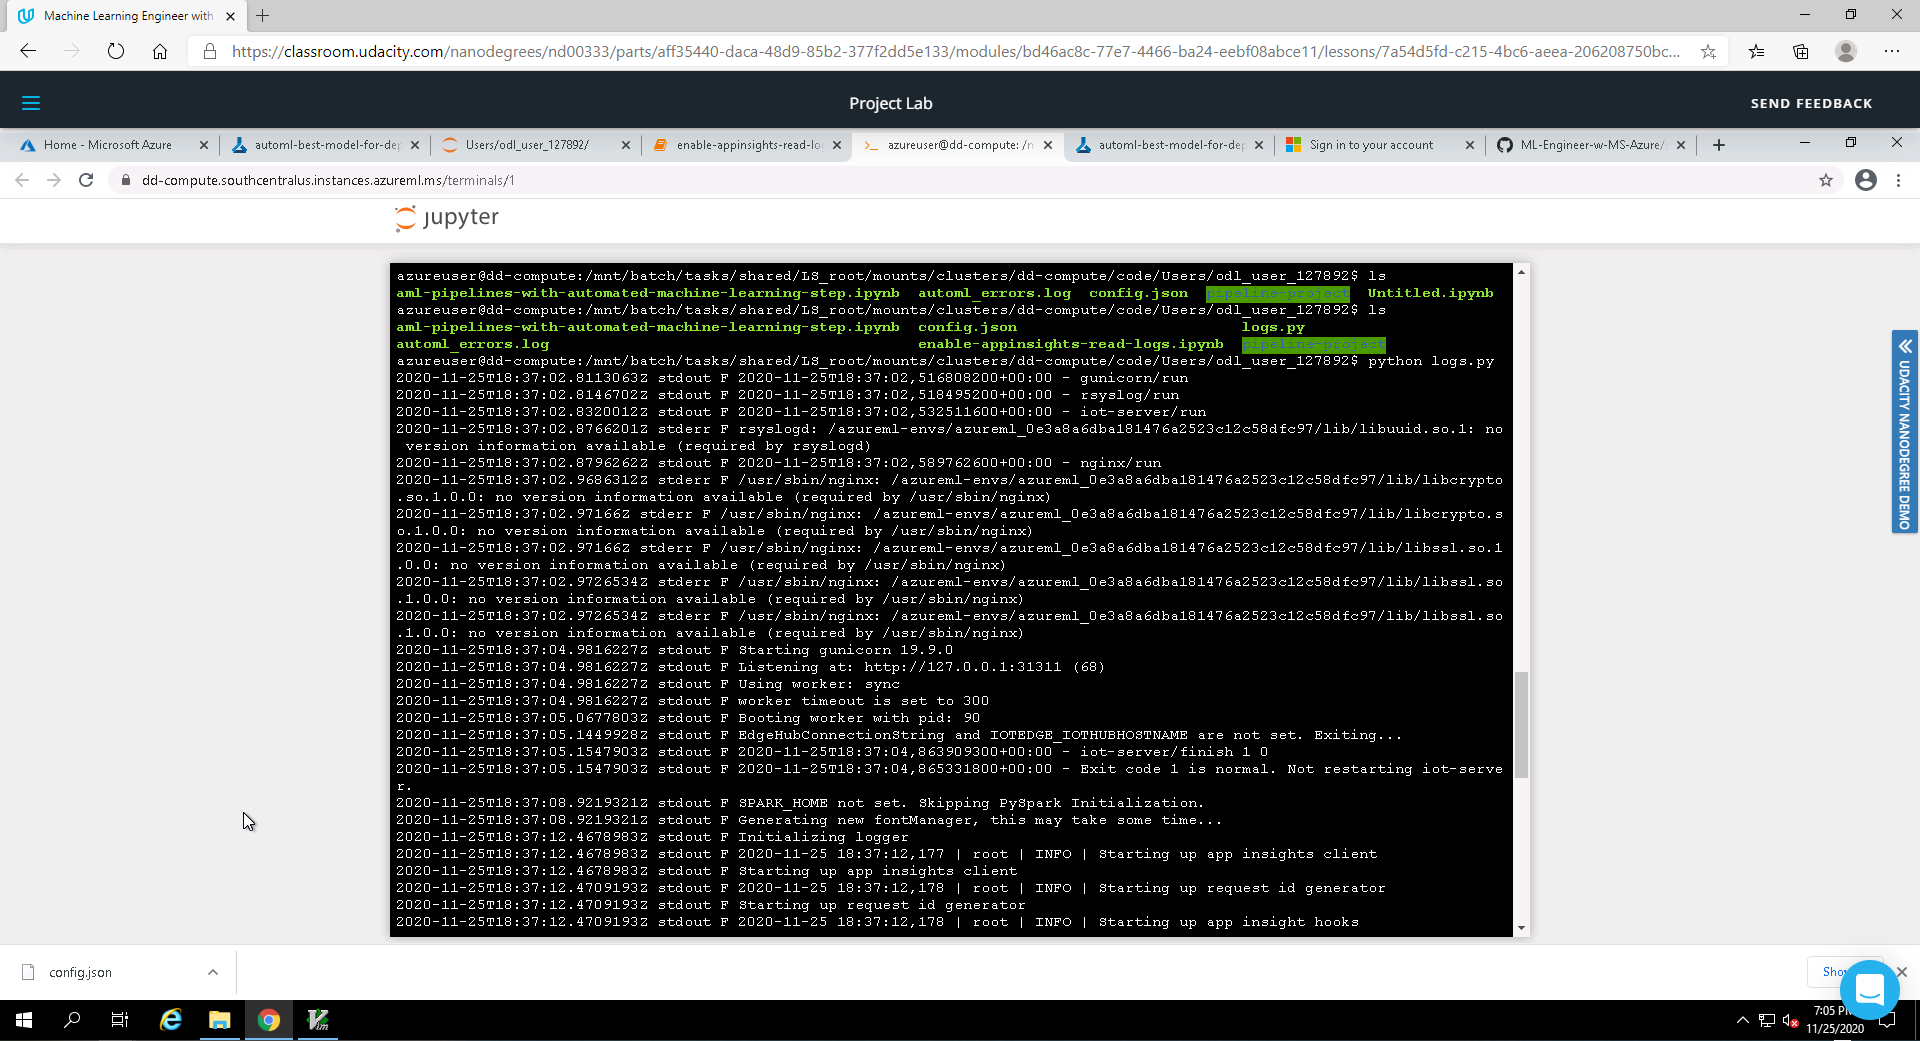 Machine Learning Engineer with
https://classroom.udacity.com/nanodegrees/nd00333/parts/aff35440-daca-48d9-85b2-377f2dd5e133/modules/bd46ac8c-77e7-4466-ba24-eebf08abce11/lessons/7a54d5fd-c215-4bc6-aeea-206208750bc...
Project Lab
SEND FEEDBACK
Home - Microsoft Azure
automl-best-model-for-dep
Users/odl_user_127892/
enable-appinsights-read-lo
azureuser@dd-compute: /n
automl-best-model-for-dep
Sign in to your account
ML-Engineer-w-MS-Azure/s
dd-compute.southcentralus.instances.azureml.ms/terminals/1
jupyter
azureuser@dd-compute:/mnt/batch/tasks/shared/LS_root/mounts/clusters/dd-compute/code/Users/odl_user_127892$ ls
aml-pipelines-with-automated-machine-learning-step.ipynb automl_errors.log config.json pipeline-project Untitled.ipynb
azureuser@dd-compute:/mnt/batch/tasks/shared/LS_root/mounts/clusters/dd-compute/code/Users/odl_user_127892$ ls
aml-pipelines-with-automated-machine-learning-step.ipynb config.json logs.py
automl_errors.log enable-appinsights-read-logs.ipynb pipeline-project
azureuser@dd-compute:/mnt/batch/tasks/shared/LS_root/mounts/clusters/dd-compute/code/Users/odl_user_127892$ python logs.py
2020-11-25T18:37:02.8113063Z stdout F 2020-11-25T18:37:02,516808200+00:00 - gunicorn/run
2020-11-25T18:37:02.8146702Z stdout F 2020-11-25T18:37:02,518495200+00:00 - rsyslog/run
2020-11-25T18:37:02.8320012Z stdout F 2020-11-25T18:37:02,532511600+00:00 - iot-server/run
2020-11-25T18:37:02.8766201Z stderr F rsyslogd: /azureml-envs/azureml_0e3a8a6dba181476a2523c12c58dfc97/lib/libuuid.so.1: no
version information available (required by rsyslogd)
2020-11-25T18:37:02.8796262Z stdout F 2020-11-25T18:37:02,589762600+00:00 - nginx/run
2020-11-25T18:37:02.9686312Z stderr F /usr/sbin/nginx: /azureml-envs/azureml_0e3a8a6dba181476a2523c12c58dfc97/lib/libcrypto
.so.1.0.0: no version information available (required by /usr/sbin/nginx)
2020-11-25T18:37:02.97166Z stderr F /usr/sbin/nginx: /azureml-envs/azureml_0e3a8a6dba181476a2523c12c58dfc97/lib/libcrypto.s
o.1.0.0: no version information available (required by /usr/sbin/nginx)
2020-11-25T18:37:02.97166Z stderr F /usr/sbin/nginx: /azureml-envs/azureml_0e3a8a6dba181476a2523c12c58dfc97/lib/libssl.so.1
.0.0: no version information available (required by /usr/sbin/nginx)
2020-11-25T18:37:02.9726534Z stderr F /usr/sbin/nginx: /azureml-envs/azureml_0e3a8a6dba181476a2523c12c58dfc97/lib/libssl.so
.1.0.0: no version information available (required by /usr/sbin/nginx)
2020-11-25T18:37:02.9726534Z stderr F /usr/sbin/nginx: /azureml-envs/azureml_0e3a8a6dba181476a2523c12c58dfc97/lib/libssl.so
.1.0.0: no version information available (required by /usr/sbin/nginx)
2020-11-25T18:37:04.9816227Z stdout F Starting gunicorn 19.9.0
2020-11-25T18:37:04.9816227Z stdout F Listening at: http://127.0.0.1:31311 (68)
2020-11-25T18:37:04.9816227Z stdout F Using worker: sync
2020-11-25T18:37:04.9816227Z stdout F worker timeout is set to 300
2020-11-25T18:37:05.0677803Z stdout F Booting worker with pid: 90
2020-11-25T18:37:05.1449928Z stdout F EdgeHubConnectionString and IOTEDGE_IOTHUBHOSTNAME are not set. Exiting...
2020-11-25T18:37:05.1547903Z stdout F 2020-11-25T18:37:04,863909300+00:00 - iot-server/finish 1 0
2020-11-25T18:37:05.1547903Z stdout F 2020-11-25T18:37:04,865331800+00:00 - Exit code 1 is normal. Not restarting iot-serve
r.
2020-11-25T18:37:08.9219321Z stdout F SPARK_HOME not set. Skipping PySpark Initialization.
2020-11-25T18:37:08.9219321Z stdout F Generating new fontManager, this may take some time...
2020-11-25T18:37:12.4678983Z stdout F Initializing logger
2020-11-25T18:37:12.4678983Z stdout F 2020-11-25 18:37:12,177 | root | INFO | Starting up app insights client
2020-11-25T18:37:12.4678983Z stdout F Starting up app insights client
2020-11-25T18:37:12.4709193Z stdout F 2020-11-25 18:37:12,178 | root | INFO | Starting up request id generator
2020-11-25T18:37:12.4709193Z stdout F Starting up request id generator
2020-11-25T18:37:12.4709193Z stdout F 2020-11-25 18:37:12,178 | root | INFO | Starting up app insight hooks
UDACITY NANODEGREE DEMO
config.json
Sho
7:05 P
11/25/2020